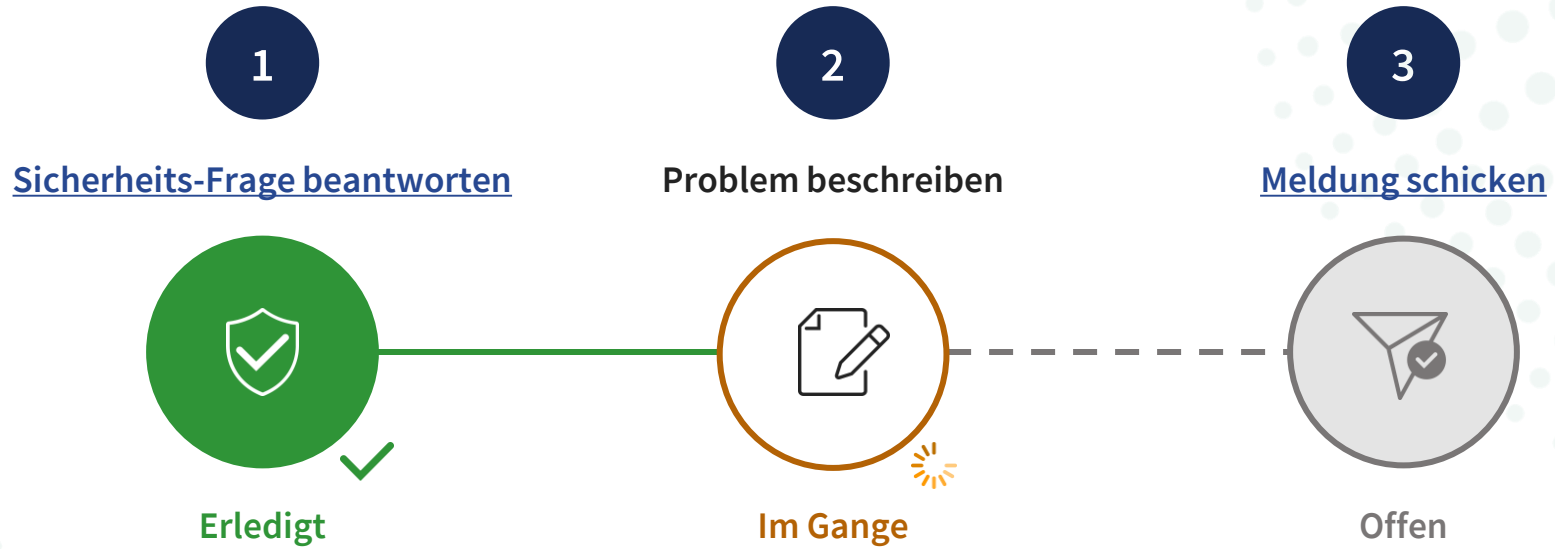 1
2
3
Sicherheits-Frage beantworten
Problem beschreiben
Meldung schicken
Erledigt
Im Gange
Offen